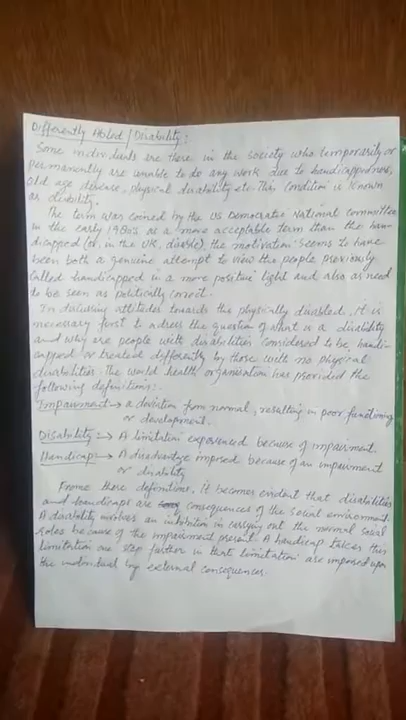 Differently Abled / Disability :
Some individuals are there in the society who temporarily or
permanently are unable to do any work due to handicappedness,
old age disease, physical disability etc. This condition is known
as disability.
The term was coined by the US Democratic National Committee
in the early 1980s as a more acceptable term than the han-
dicapped (or, in the UK, disable), the motivation seems to have
been both a genuine attempt to view the people previously
called handicapped in a more positive light and also as need
to be seen as politically correct.
In discussing attitudes towards the physically disabled, it is
necessary first to adress the question of what is a disability
and why are people with disabilities considered to be handi-
capped or treated differently by those with no physical
disabilities. The world health organisation has provided the
following definitions:-
Impairment → a deviation from normal, resulting in poor functioning
or development.
Disability:→ A limitation experienced because of impairment.
Handicap → A disadvantage imposed because of an impairment
or disability
From these definitions, it becomes evident that disabilities
and handicaps are consequences of the social environment.
A disability involves an inhibition in carrying out the normal social
roles because of the impairment present. A handicap takes this
limitation one step further in that limitation are imposed upon
the individual by external consequences.